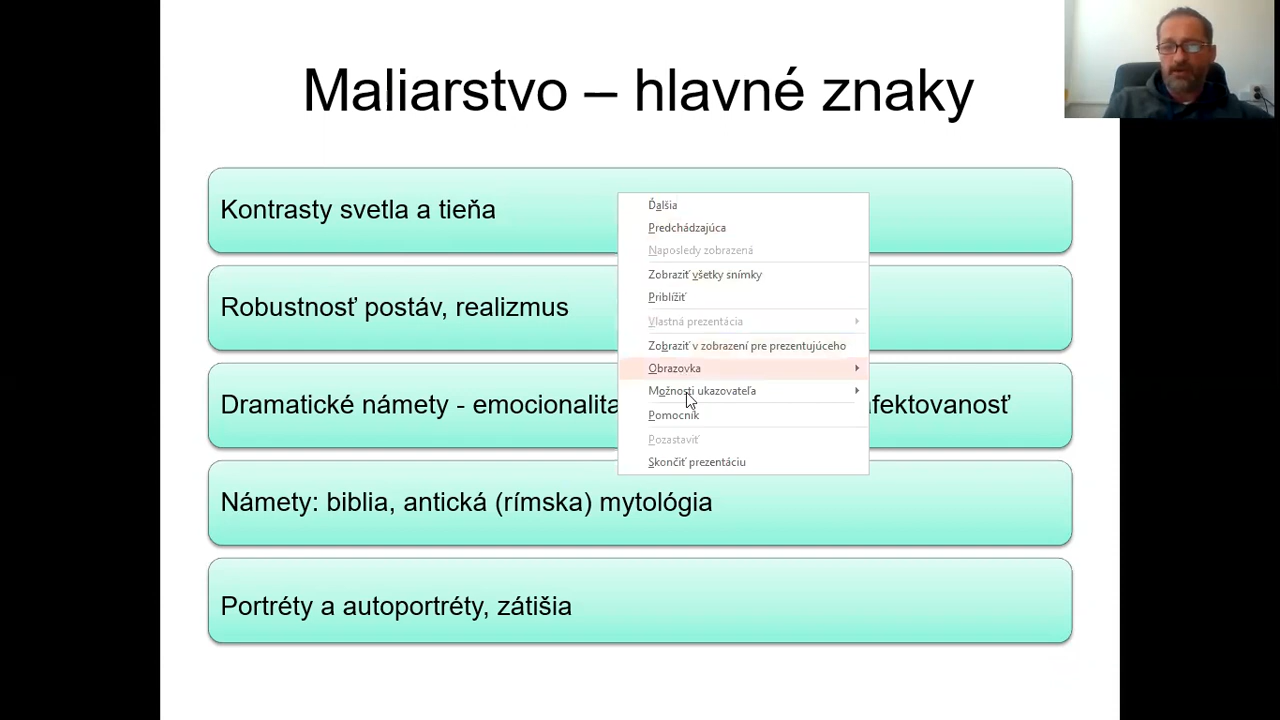 Maliarstvo – hlavné znaky
Kontrasty svetla a tieňa
Robustnosť postáv, realizmus
Dramatické námety - emocionalita
afektovanosť
Námety: biblia, antická (rímska) mytológia
Portréty a autoportréty, zátišia
Ďalšia
Predchádzajúca
Naposledy zobrazená
Zobraziť všetky snímky
Priblížiť
Vlastná prezentácia
Zobraziť v zobrazení pre prezentujúceho
Obrazovka
Možnosti ukazovateľa
Pomocník
Pozastaviť
Skončiť prezentáciu